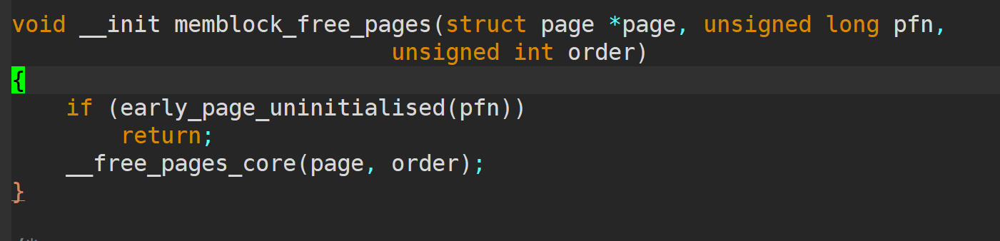 void __init memblock_free_pages(struct page *page, unsigned long pfn,
                            unsigned int order)
{
    if (early_page_uninitialised(pfn))
        return;
    __free_pages_core(page, order);
}
/*